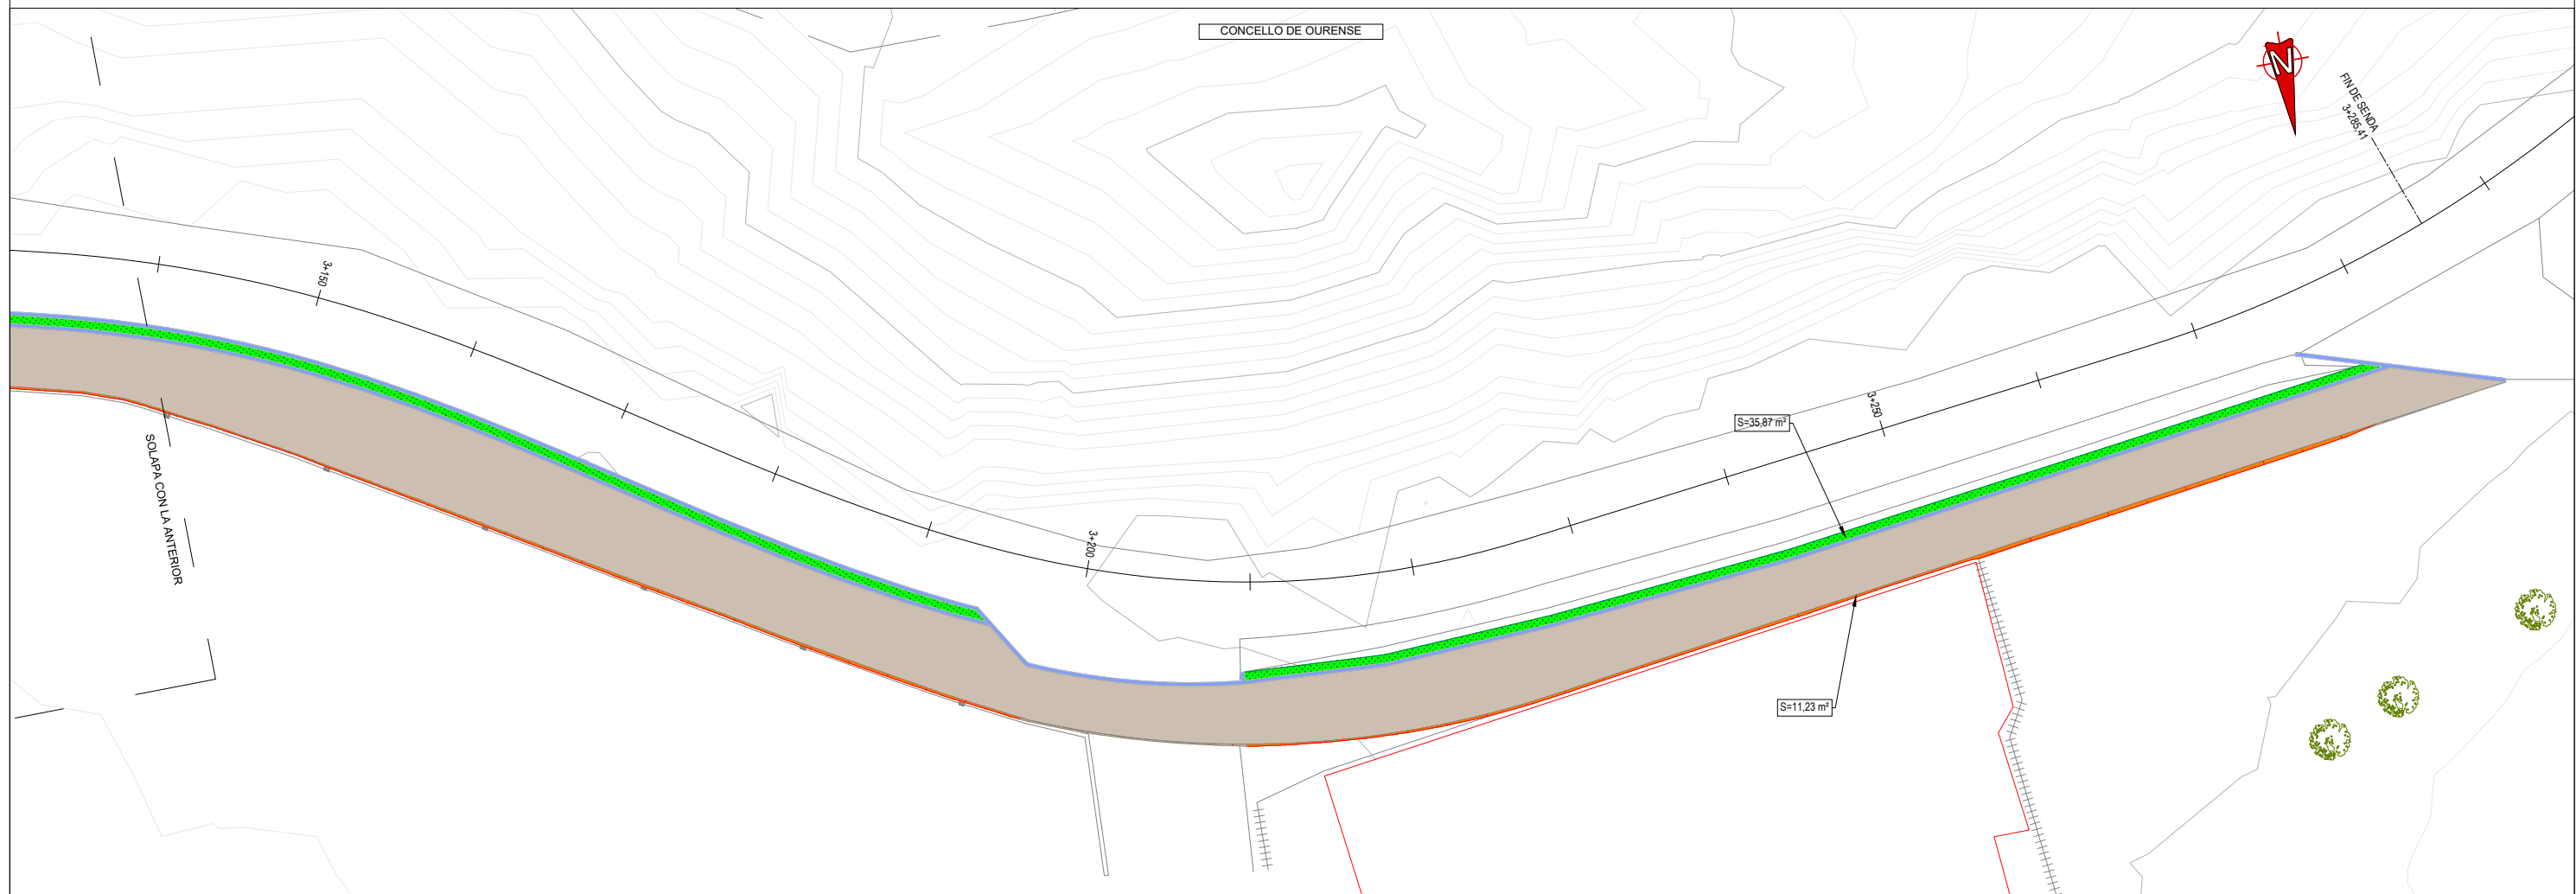 CONCELLO DE OURENSE
N
FIN DE SENDA
3+285,41
3+150
3+250
S=35,87 m²
SOLAPA CON LA ANTERIOR
3+200
S=11,23 m²